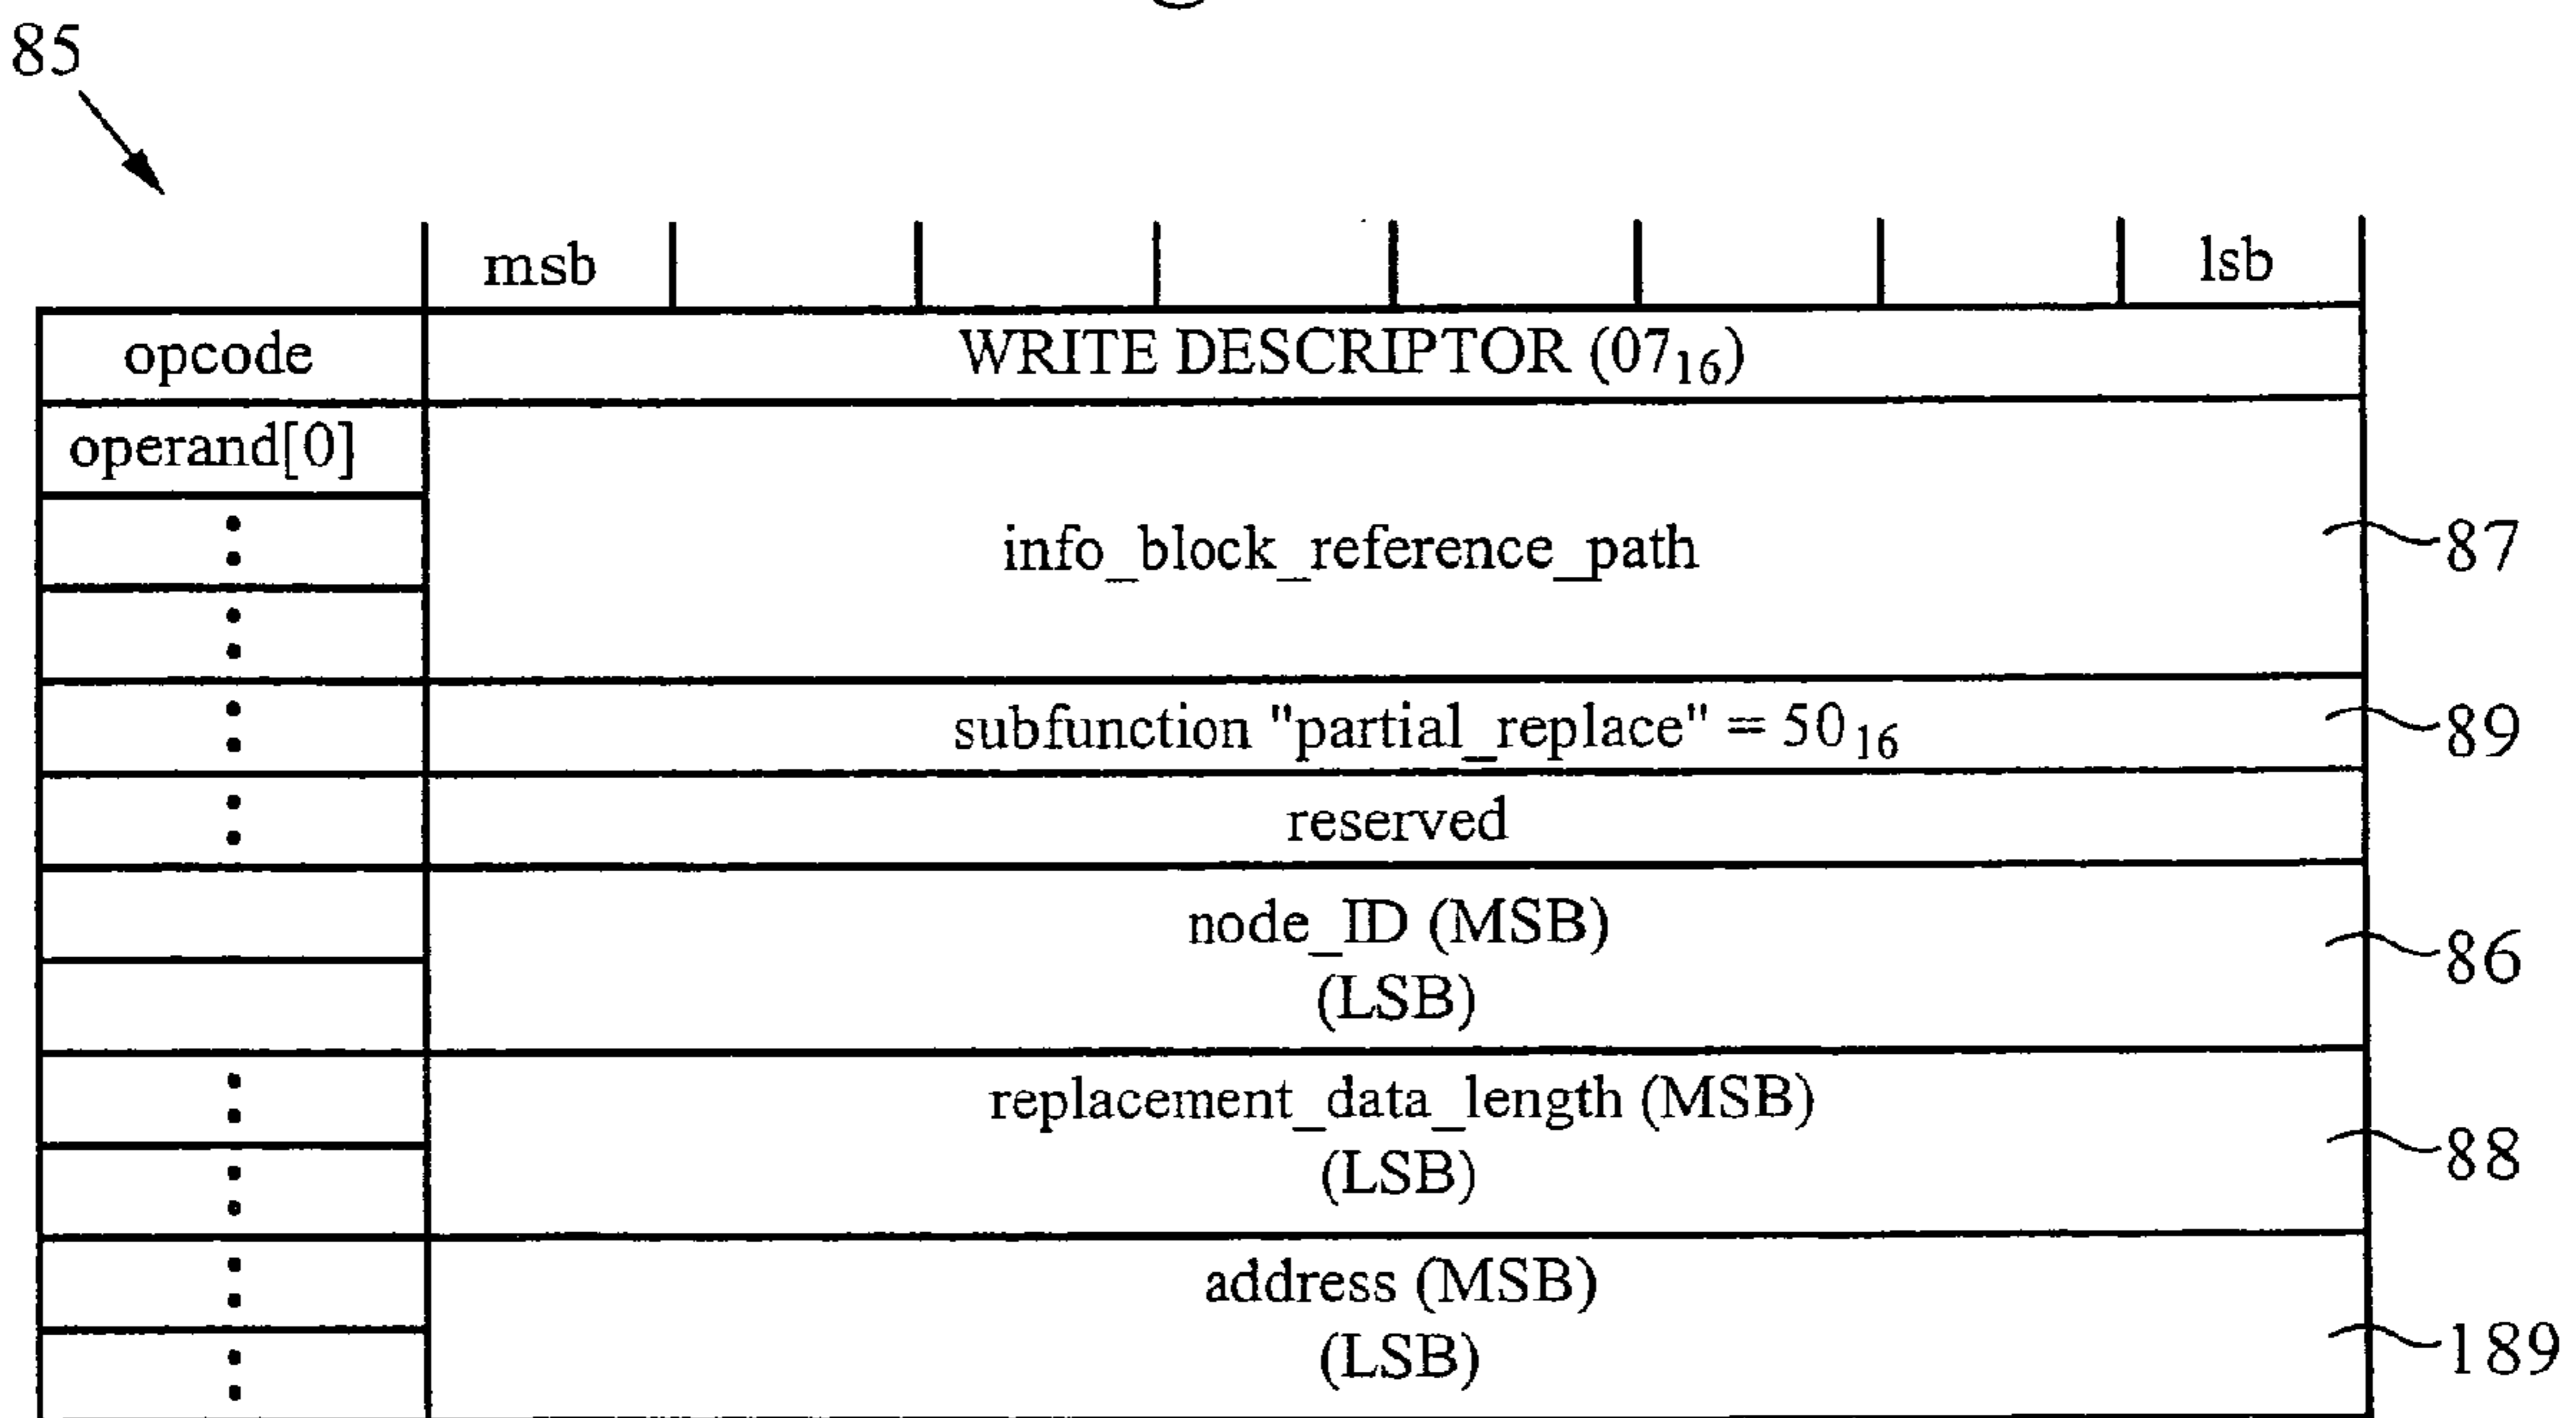 85
msb lsb
opcode WRITE DESCRIPTOR (07₁₆)
operand[0]
info_block_reference_path 87
subfunction "partial_replace" = 50₁₆ 89
reserved
node_ID (MSB)
86
(LSB)
replacement_data_length (MSB)
88
(LSB)
address (MSB)
189
(LSB)